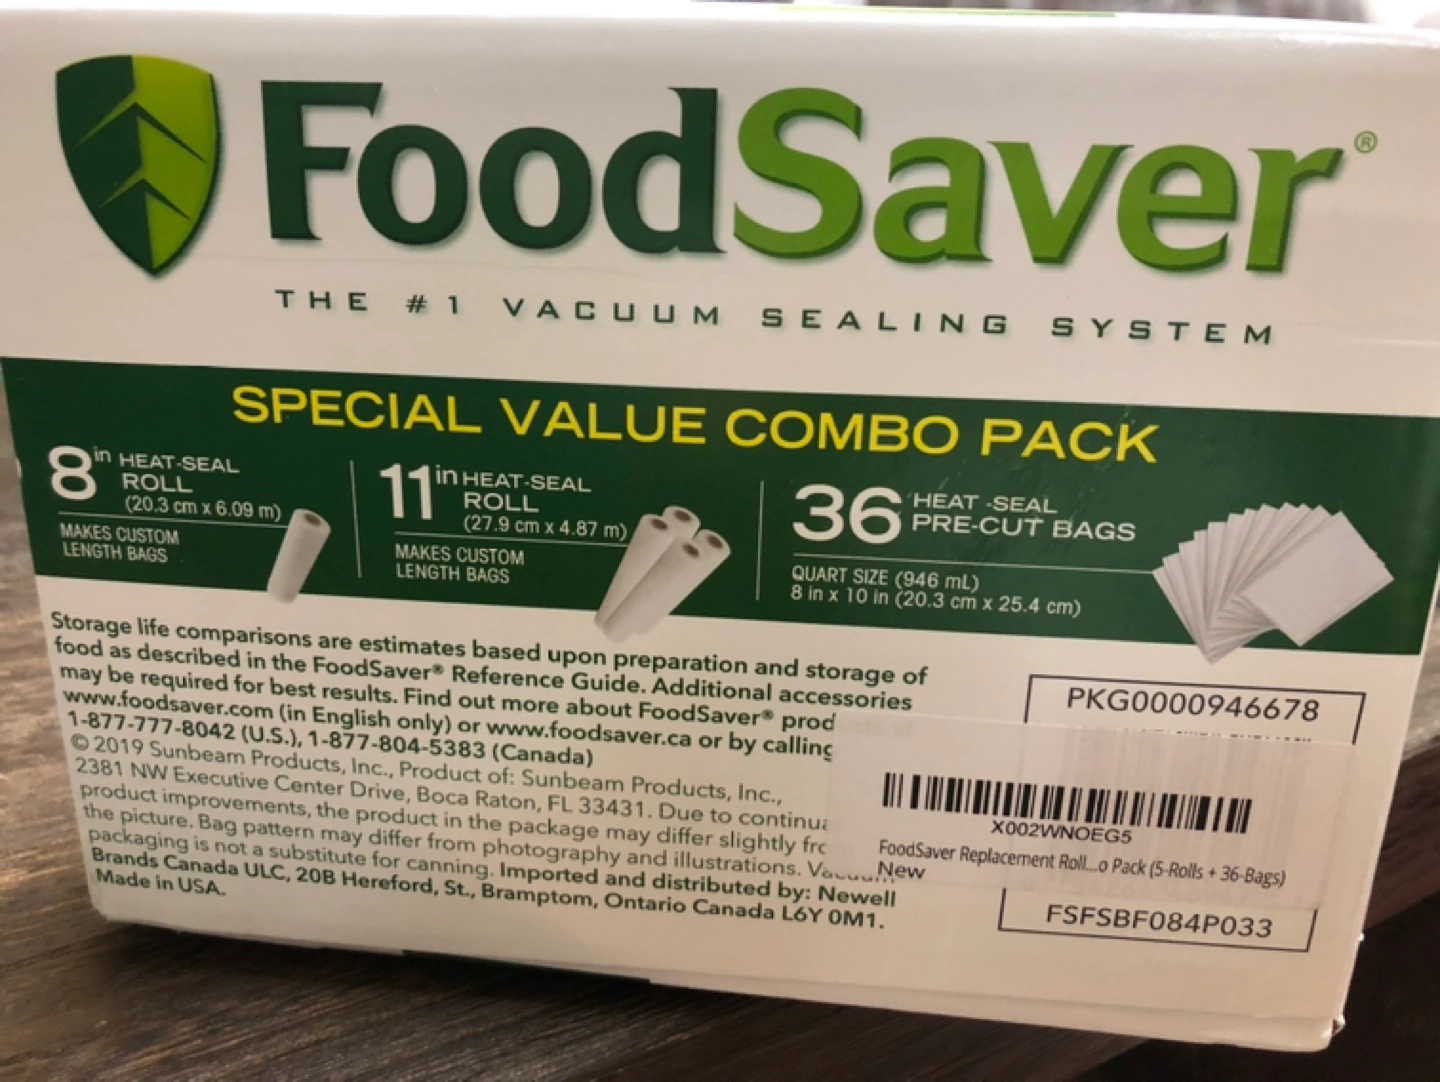 FoodSaver®
THE #1 VACUUM SEALING SYSTEM
SPECIAL VALUE COMBO PACK
8 in HEAT-SEAL
ROLL
(20.3 cm x 6.09 m)
MAKES CUSTOM
LENGTH BAGS
11 in HEAT-SEAL
ROLL
(27.9 cm x 4.87 m)
MAKES CUSTOM
LENGTH BAGS
36 HEAT -SEAL
PRE-CUT BAGS
QUART SIZE (946 mL)
8 in x 10 in (20.3 cm x 25.4 cm)
Storage life comparisons are estimates based upon preparation and storage of
food as described in the FoodSaver® Reference Guide. Additional accessories
may be required for best results. Find out more about FoodSaver® prod
www.foodsaver.com (in English only) or www.foodsaver.ca or by calling
1-877-777-8042 (U.S.), 1-877-804-5383 (Canada)
© 2019 Sunbeam Products, Inc., Product of: Sunbeam Products, Inc.,
2381 NW Executive Center Drive, Boca Raton, FL 33431. Due to continu
product improvements, the product in the package may differ slightly fro
the picture. Bag pattern may differ from photography and illustrations.
packaging is not a substitute for canning. Imported and distributed by: Newell
Brands Canada ULC, 20B Hereford, St., Bramptom, Ontario Canada L6Y 0M1.
Made in USA.
PKG0000946678
X002WNOEG5
FoodSaver Replacement Roll...o Pack (5-Rolls + 36-Bags)
New
FSFSBF084P033